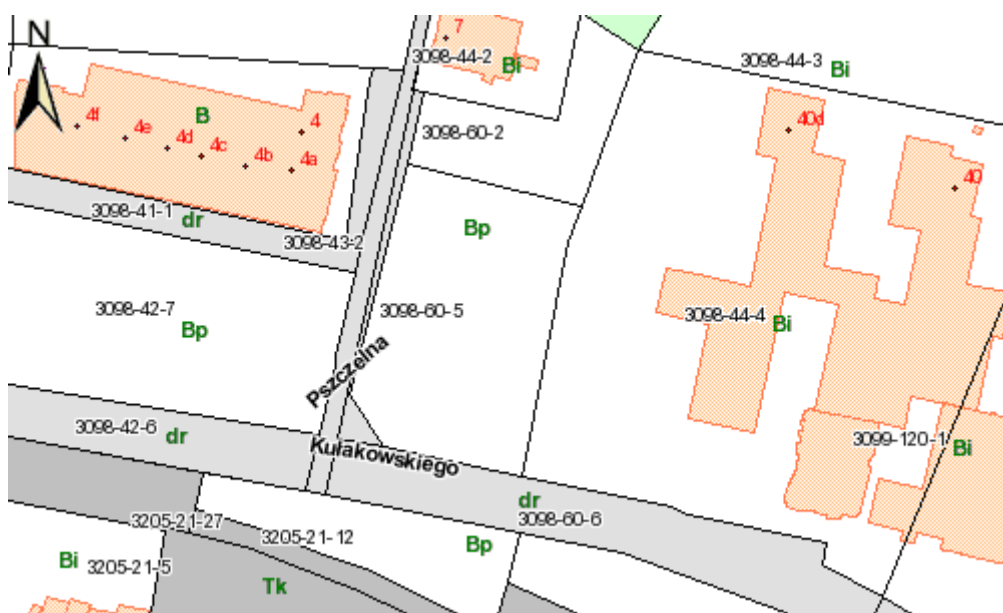 N
7
3098-44-2
Bi
3098-44-3
Bi
B
4f
4e
4d
4c
4b
4
4a
3098-60-2
40d
40
3098-41-1
dr
3098-43-2
Bp
3098-42-7
Bp
3098-60-5
3098-44-4
Bi
Pszczelna
3098-42-6
dr
Kułakowskiego
3099-120-1
Bi
dr
3098-60-6
3205-21-27
3205-21-12
Bp
Bi
3205-21-5
Tk